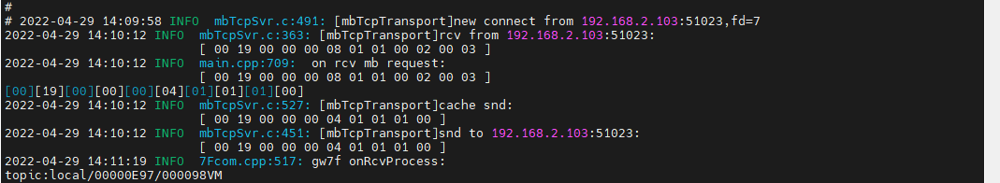 #
# 2022-04-29 14:09:58 INFO  mbTcpSvr.c:491: [mbTcpTransport]new connect from 192.168.2.103:51023,fd=7
2022-04-29 14:10:12 INFO  mbTcpSvr.c:363: [mbTcpTransport]rcv from 192.168.2.103:51023:
[ 00 19 00 00 00 08 01 01 00 02 00 03 ]
2022-04-29 14:10:12 INFO  main.cpp:709:  on rcv mb request:
[ 00 19 00 00 00 08 01 01 00 02 00 03 ]
[00][19][00][00][00][04][01][01][01][00]
2022-04-29 14:10:12 INFO  mbTcpSvr.c:527: [mbTcpTransport]cache snd:
[ 00 19 00 00 00 04 01 01 01 00 ]
2022-04-29 14:10:12 INFO  mbTcpSvr.c:451: [mbTcpTransport]snd to 192.168.2.103:51023:
[ 00 19 00 00 00 04 01 01 01 00 ]
2022-04-29 14:11:19 INFO  7Fcom.cpp:517: gw7f onRcvProcess:
topic:local/00000E97/000098VM